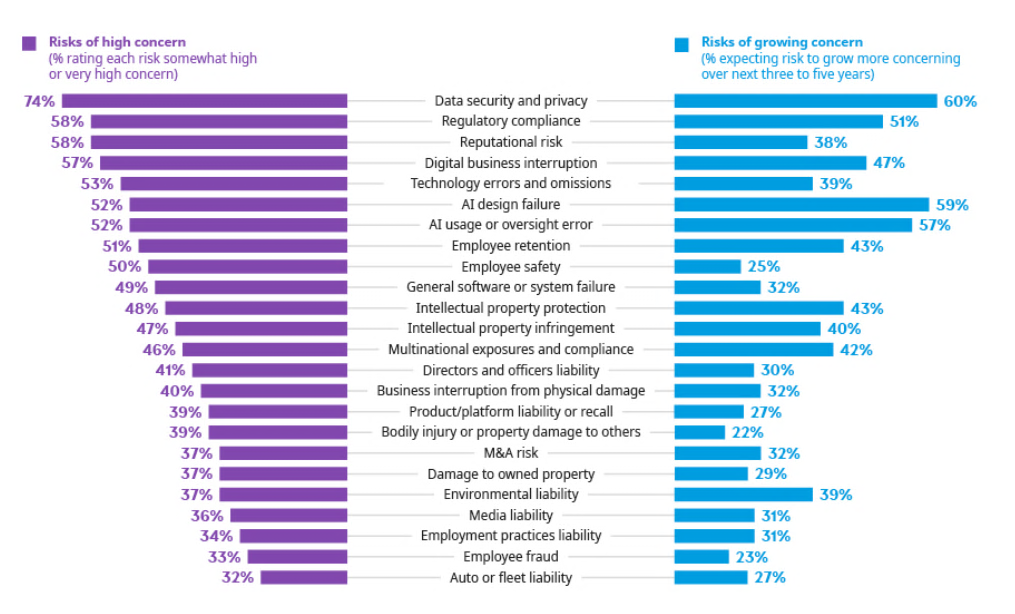 Risks of high concern
(% rating each risk somewhat high
or very high concern)
Risks of growing concern
(% expecting risk to grow more concerning
over next three to five years)
74% Data security and privacy 60%
58% Regulatory compliance 51%
58% Reputational risk 38%
57% Digital business interruption 47%
53% Technology errors and omissions 39%
52% AI design failure 59%
52% AI usage or oversight error 57%
51% Employee retention 43%
50% Employee safety 25%
49% General software or system failure 32%
48% Intellectual property protection 43%
47% Intellectual property infringement 40%
46% Multinational exposures and compliance 42%
41% Directors and officers liability 30%
40% Business interruption from physical damage 32%
39% Product/platform liability or recall 27%
39% Bodily injury or property damage to others 22%
37% M&A risk 32%
37% Damage to owned property 29%
37% Environmental liability 39%
36% Media liability 31%
34% Employment practices liability 31%
33% Employee fraud 23%
32% Auto or fleet liability 27%